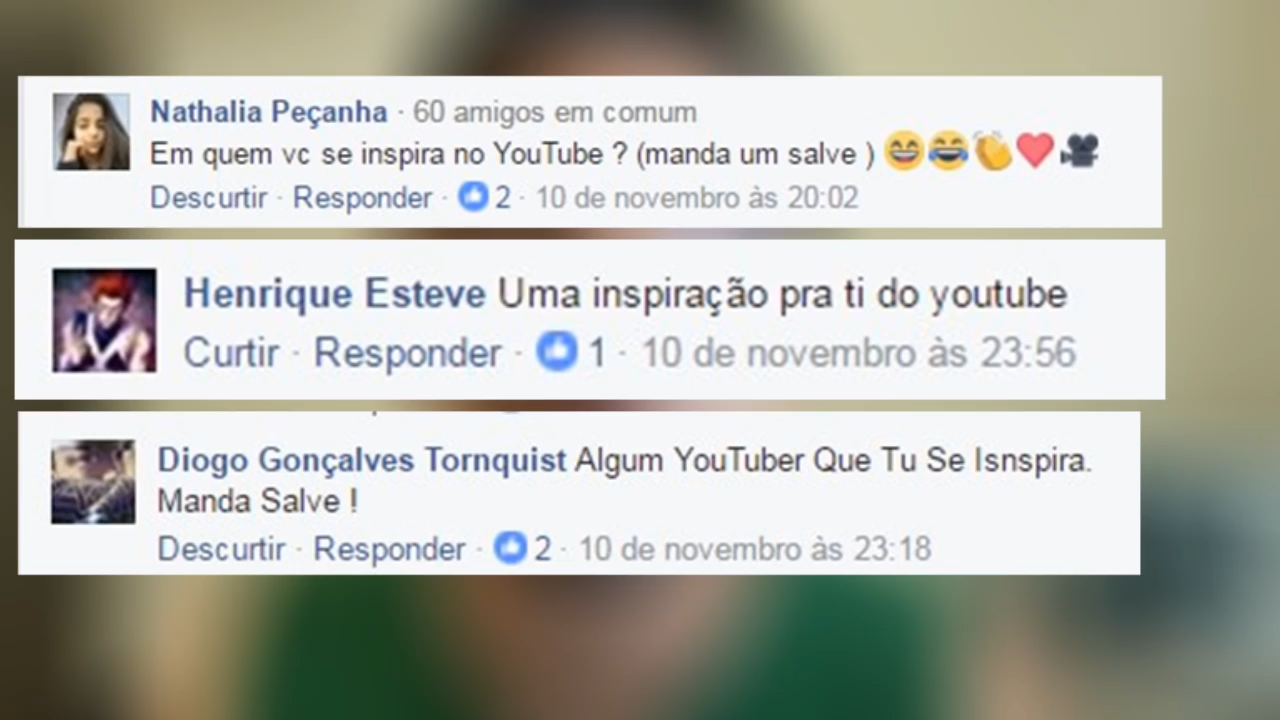 Nathalia Peçanha · 60 amigos em comum
Em quem vc se inspira no YouTube ? (manda um salve ) 😄😂👏❤️🎥
Descurtir · Responder · 2 · 10 de novembro às 20:02
Henrique Esteve Uma inspiração pra ti do youtube
Curtir · Responder · 1 · 10 de novembro às 23:56
Diogo Gonçalves Tornquist Algum YouTuber Que Tu Se Isnspira.
Manda Salve !
Descurtir · Responder · 2 · 10 de novembro às 23:18